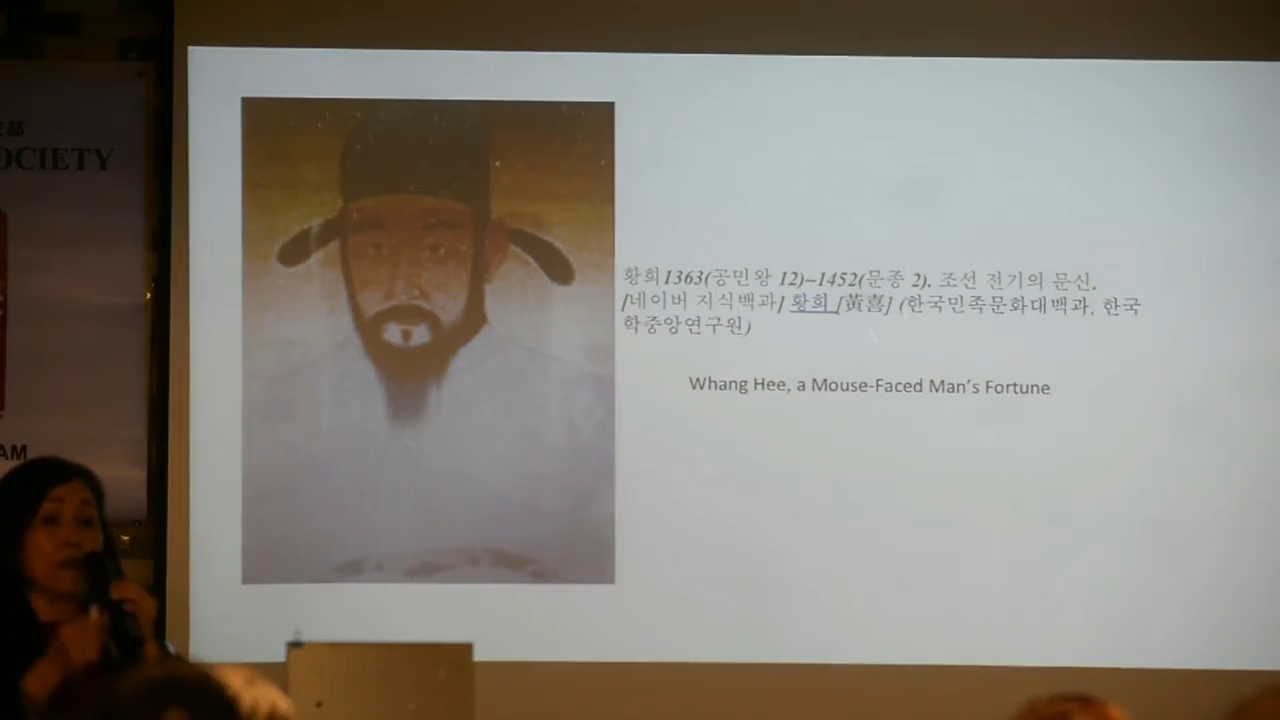 OCIETY
AM
황희1363(공민왕 12)~1452(문종 2). 조선 전기의 문신.
[네이버 지식백과] 황희 [黃喜] (한국민족문화대백과, 한국
학중앙연구원)
Whang Hee, a Mouse-Faced Man's Fortune